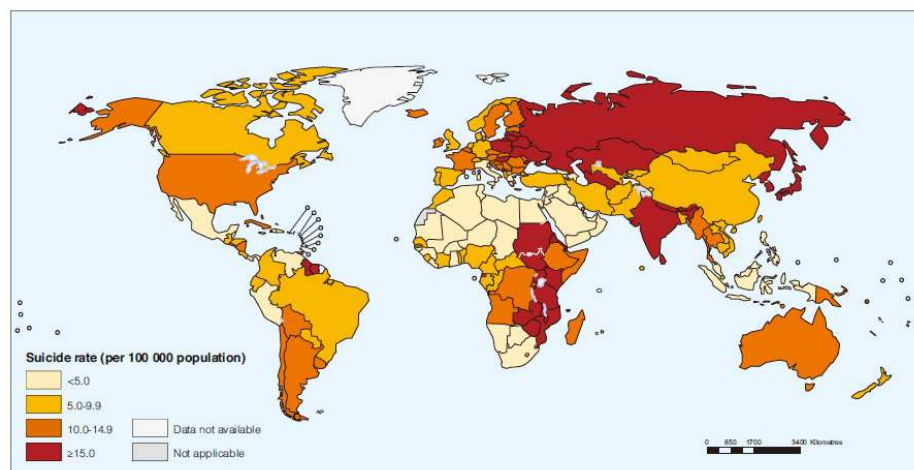 Suicide rate (per 100 000 population)
<5.0
5.0-9.9
10.0-14.9
≥15.0
Data not available
Not applicable
0 850 1700 3400 Kilometres